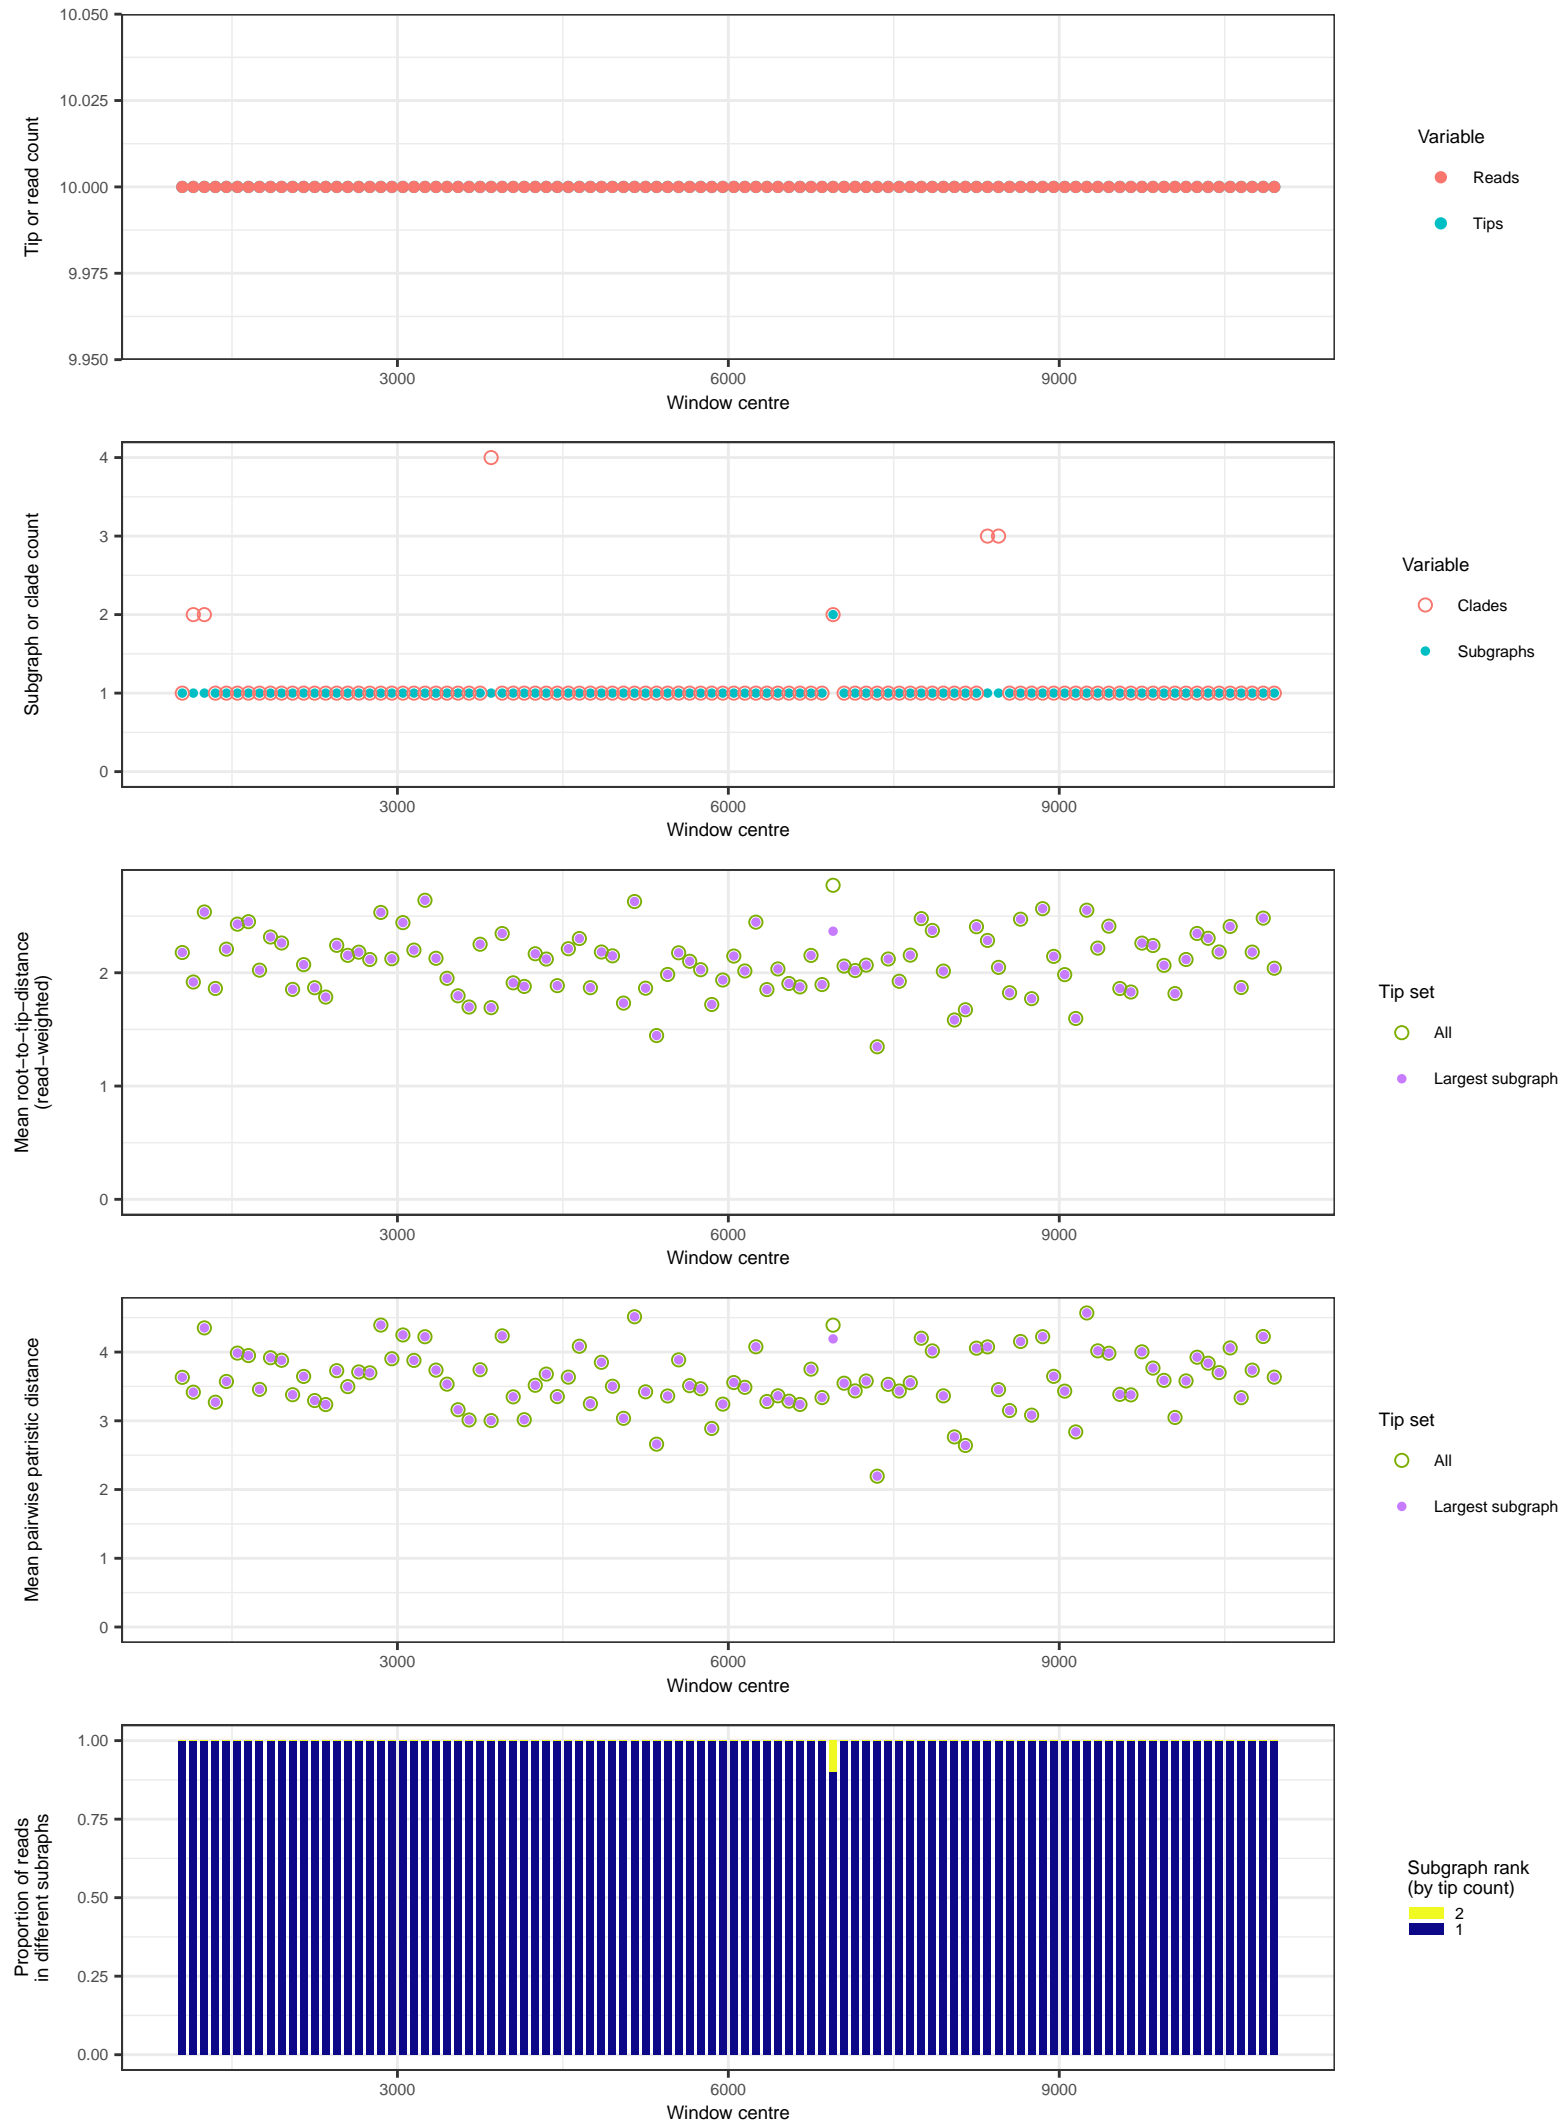 10.050
10.025
10.000
9.975
9.950
Tip or read count
3000
6000
9000
Window centre
Variable
Reads
Tips
4
3
2
1
0
Subgraph or clade count
3000
6000
9000
Window centre
Variable
Clades
Subgraphs
2
1
0
Mean root−to−tip−distance
(read−weighted)
3000
6000
9000
Window centre
Tip set
All
Largest subgraph
4
3
2
1
0
Mean pairwise patristic distance
3000
6000
9000
Window centre
Tip set
All
Largest subgraph
1.00
0.75
0.50
0.25
0.00
Proportion of reads
in different subraphs
3000
6000
9000
Window centre
Subgraph rank
(by tip count)
2
1